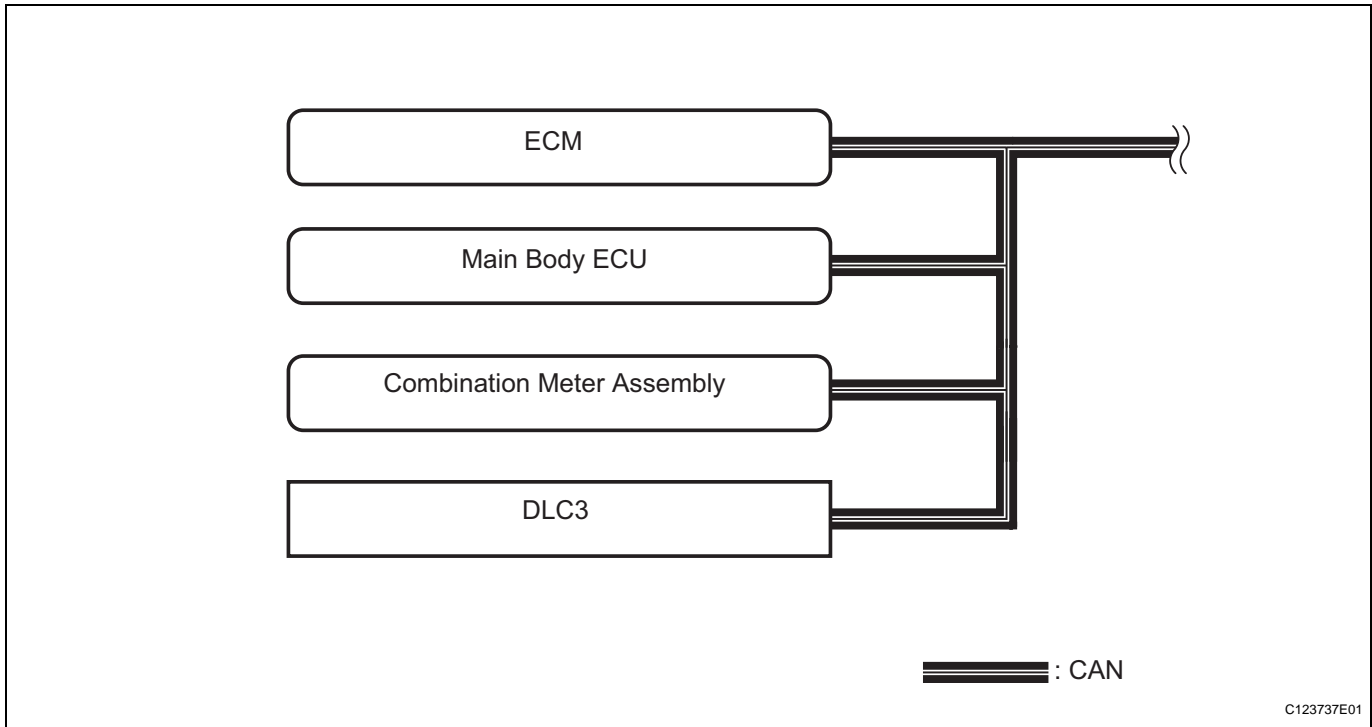 ECM
Main Body ECU
Combination Meter Assembly
DLC3
: CAN
C123737E01